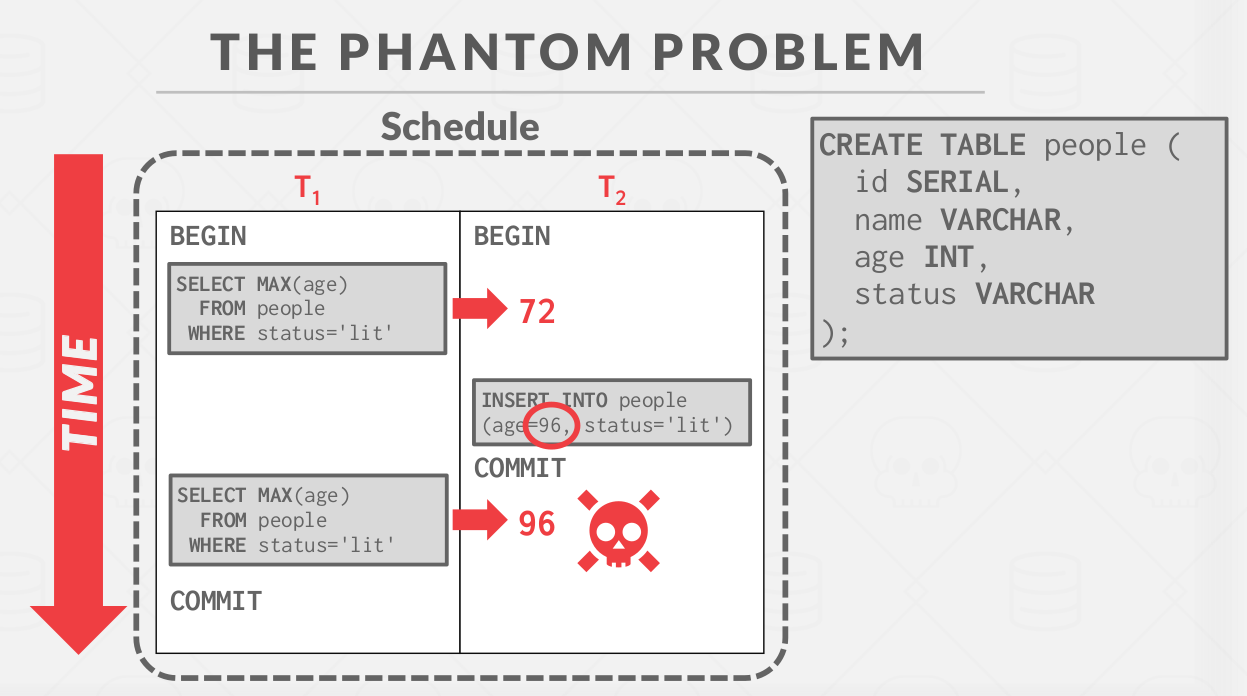 THE PHANTOM PROBLEM
Schedule
TIME
T1
T2
BEGIN
BEGIN
SELECT MAX(age)
FROM people
WHERE status='lit'
72
INSERT INTO people
(age=96, status='lit')
COMMIT
SELECT MAX(age)
FROM people
WHERE status='lit'
96
COMMIT
CREATE TABLE people (
id SERIAL,
name VARCHAR,
age INT,
status VARCHAR
);